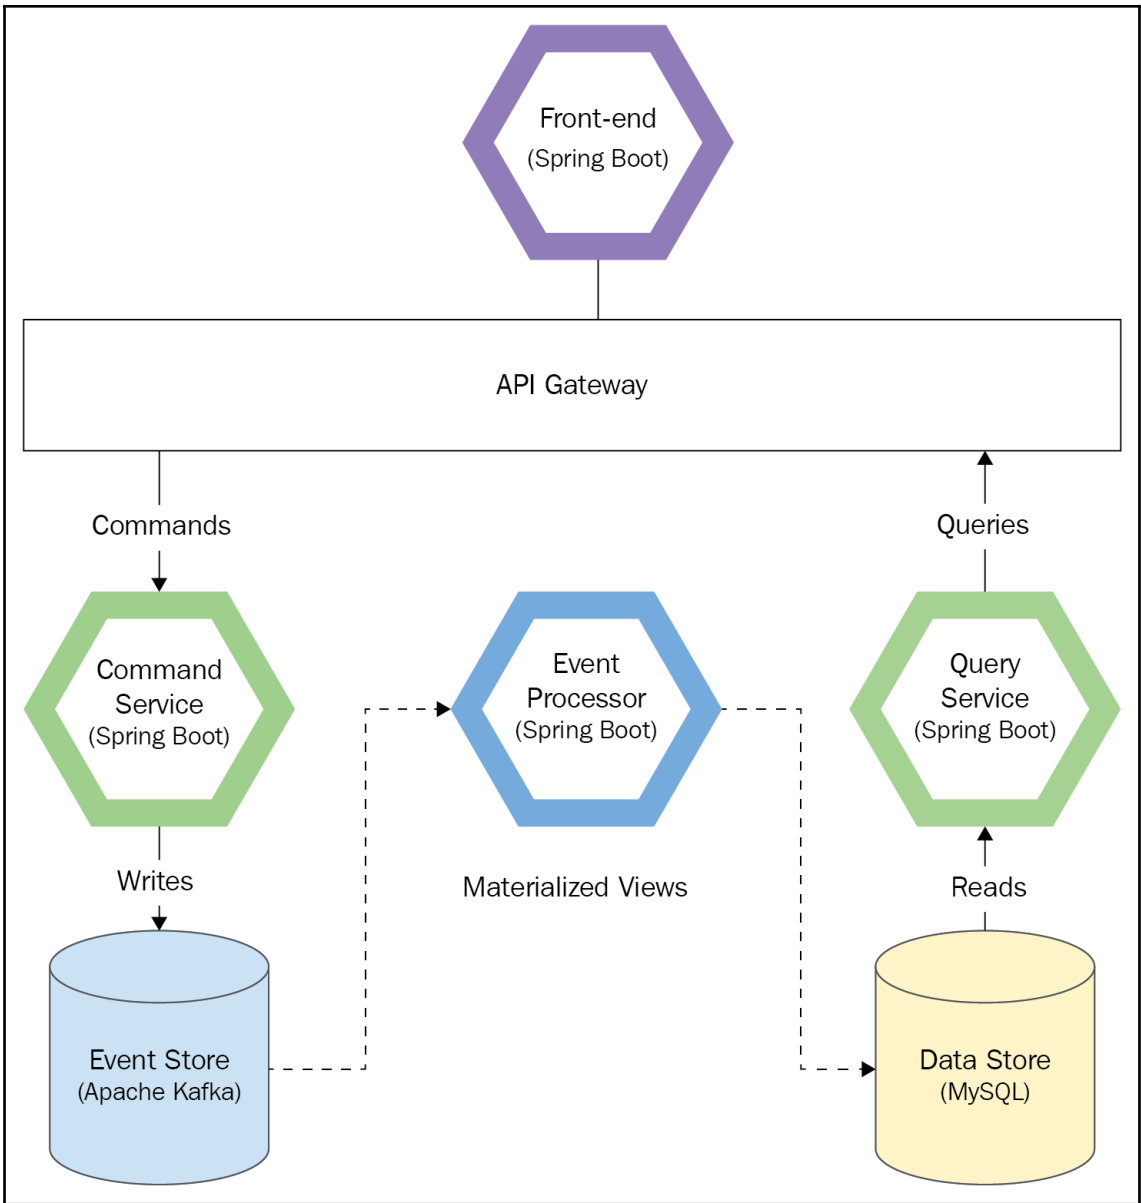 Front-end
(Spring Boot)
API Gateway
Commands
Queries
Command
Service
(Spring Boot)
Event
Processor
(Spring Boot)
Query
Service
(Spring Boot)
Writes
Materialized Views
Reads
Event Store
(Apache Kafka)
Data Store
(MySQL)